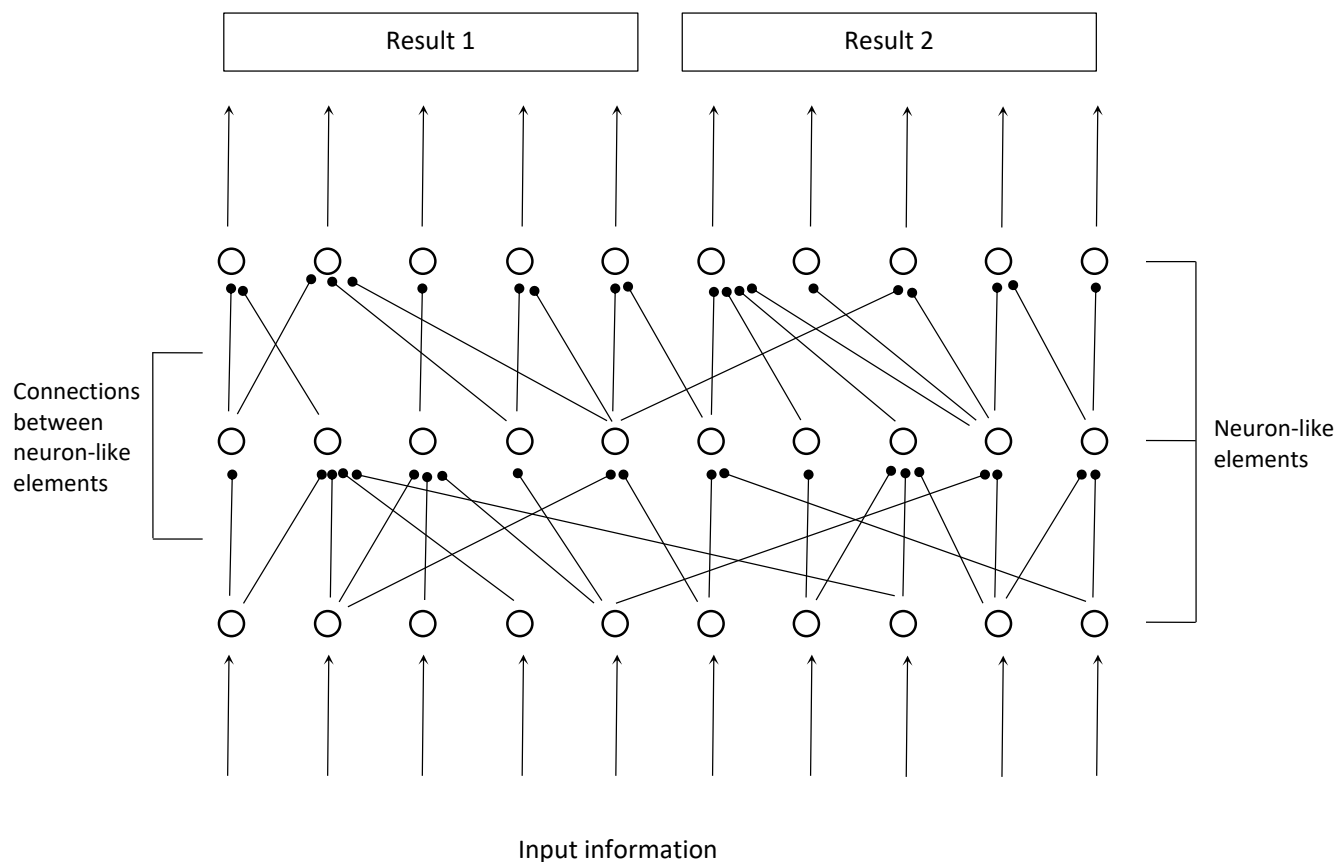 Result 1
Result 2
Connections
between
neuron-like
elements
Neuron-like
elements
Input information